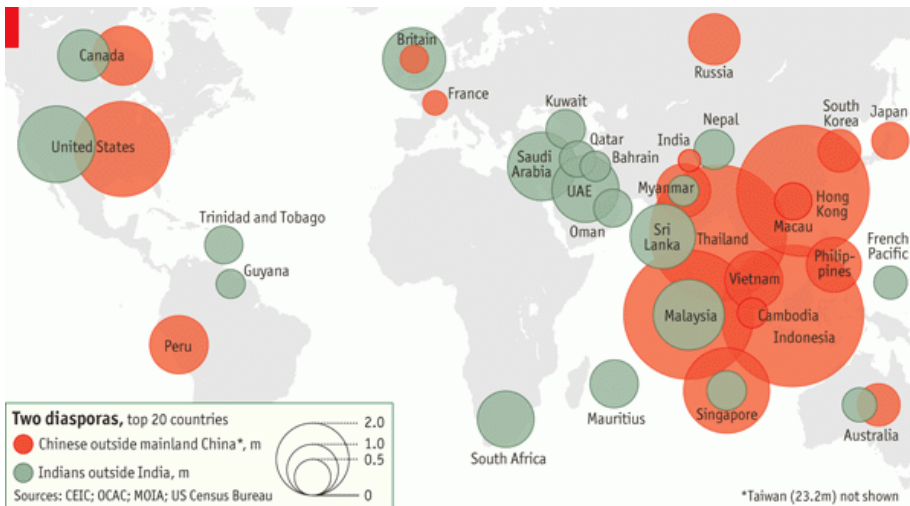 Canada
Britain
Russia
France
United States
Kuwait
Qatar
Bahrain
Saudi
Arabia
UAE
Oman
India
Nepal
South
Korea
Japan
Myanmar
Hong
Kong
Macau
Sri
Lanka
Thailand
Trinidad and Tobago
Guyana
Vietnam
Philip-
pines
French
Pacific
Malaysia
Cambodia
Indonesia
Peru
Singapore
Mauritius
South Africa
Australia
Two diasporas, top 20 countries
Chinese outside mainland China*, m
Indians outside India, m
2.0
1.0
0.5
0
Sources: CEIC; OCAC; MOIA; US Census Bureau
*Taiwan (23.2m) not shown